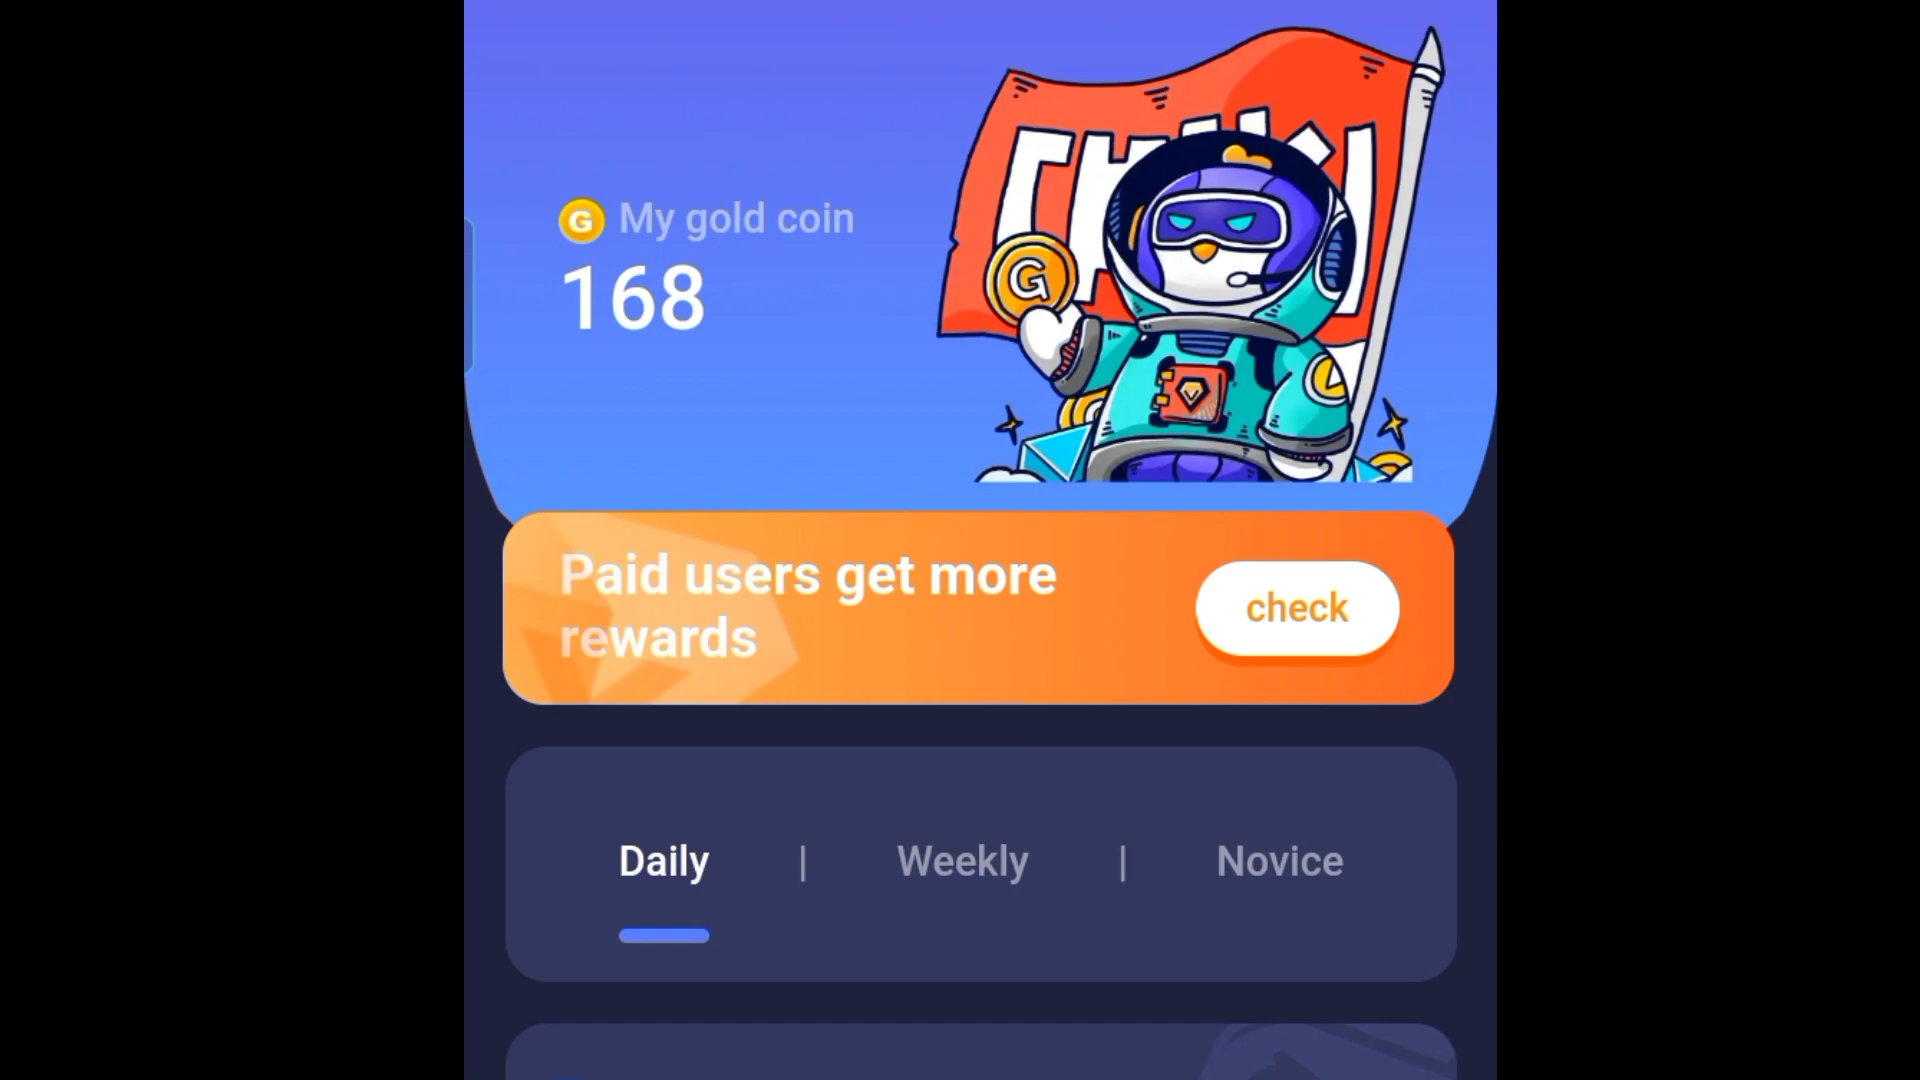 G My gold coin
168
G
Paid users get more
rewards
check
Daily | Weekly | Novice